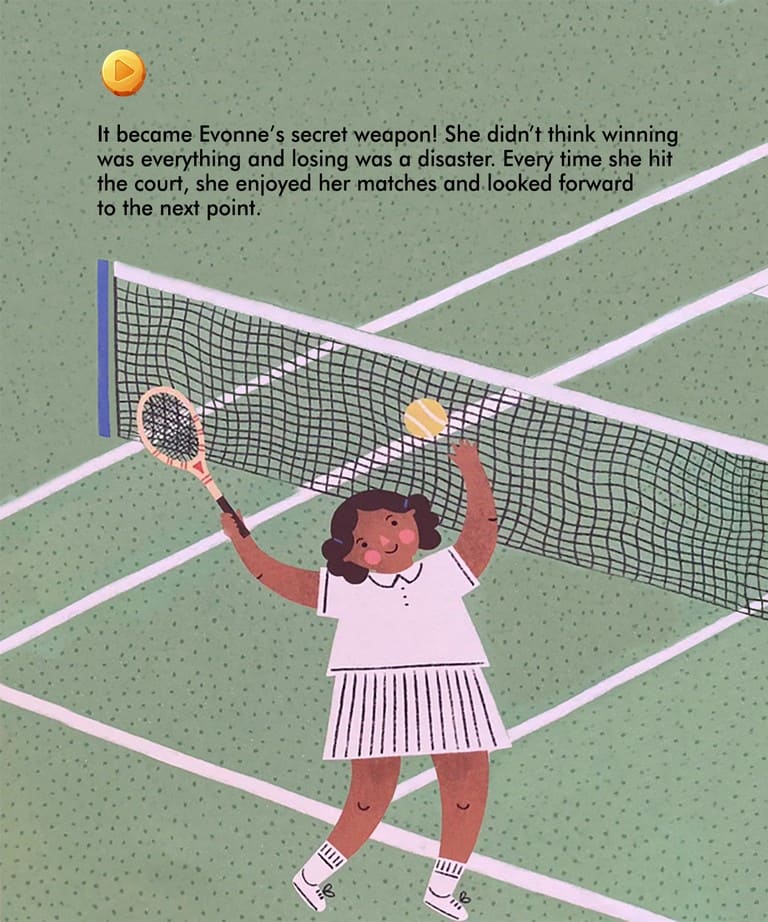 It became Evonne's secret weapon! She didn't think winning
was everything and losing was a disaster. Every time she hit
the court, she enjoyed her matches and looked forward
to the next point.